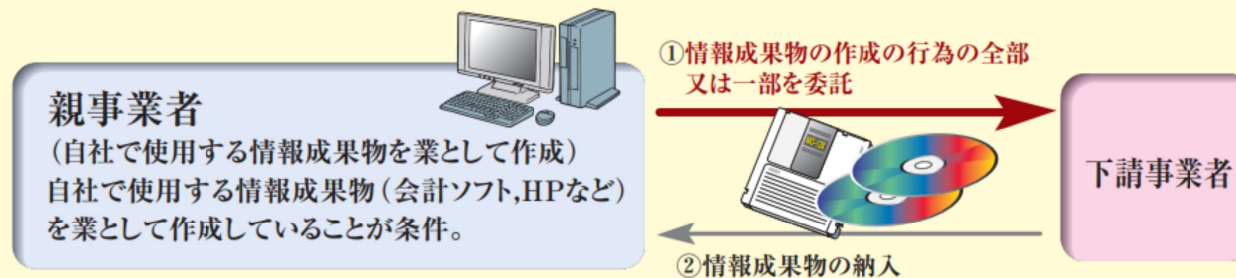 ①情報成果物の作成の行為の全部
又は一部を委託
親事業者
（自社で使用する情報成果物を業として作成）
自社で使用する情報成果物（会計ソフト,HPなど）
を業として作成していることが条件。
下請事業者
②情報成果物の納入